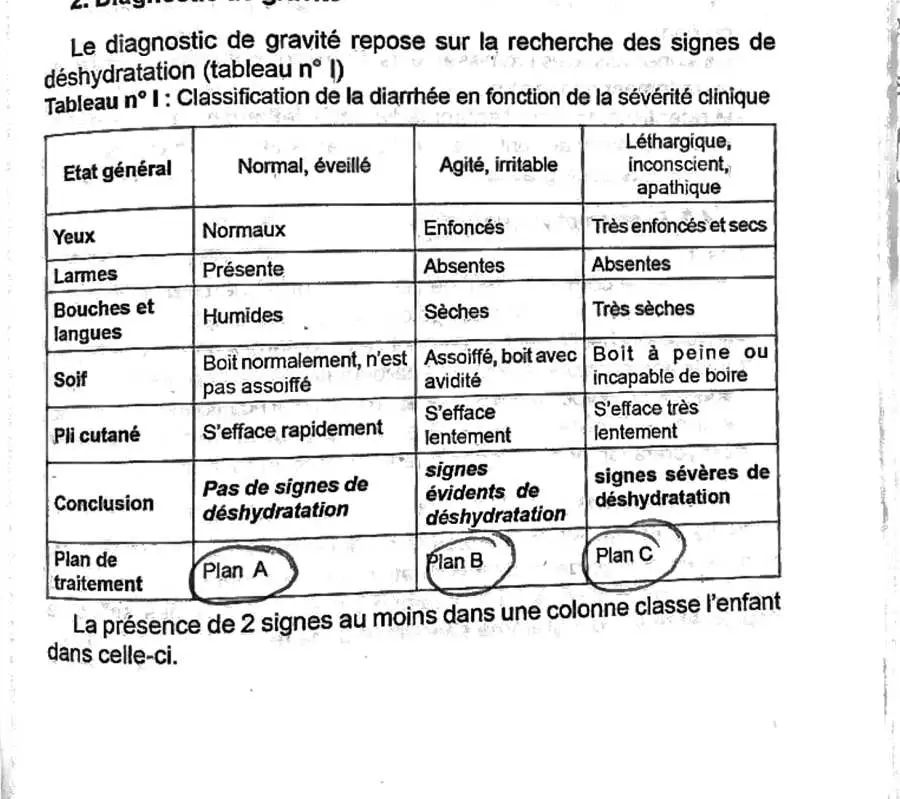 Le diagnostic de gravité repose sur la recherche des signes de
déshydratation (tableau n° I)
Tableau n° I : Classification de la diarrhée en fonction de la sévérité clinique
Etat général
Normal, éveillé
Agité, irritable
Léthargique,
inconscient,
apathique
Yeux
Normaux
Enfoncés
Très enfoncés et secs
Larmes
Présente
Absentes
Absentes
Bouches et
langues
Humides
Sèches
Très sèches
Soif
Boit normalement, n'est
pas assoiffé
Assoiffé, boit avec
avidité
Boit à peine ou
incapable de boire
Pli cutané
S'efface rapidement
S'efface
lentement
S'efface très
lentement
Conclusion
Pas de signes de
déshydratation
signes
évidents de
déshydratation
signes sévères de
déshydratation
Plan de
traitement
Plan A
Plan B
Plan C
La présence de 2 signes au moins dans une colonne classe l'enfant
dans celle-ci.